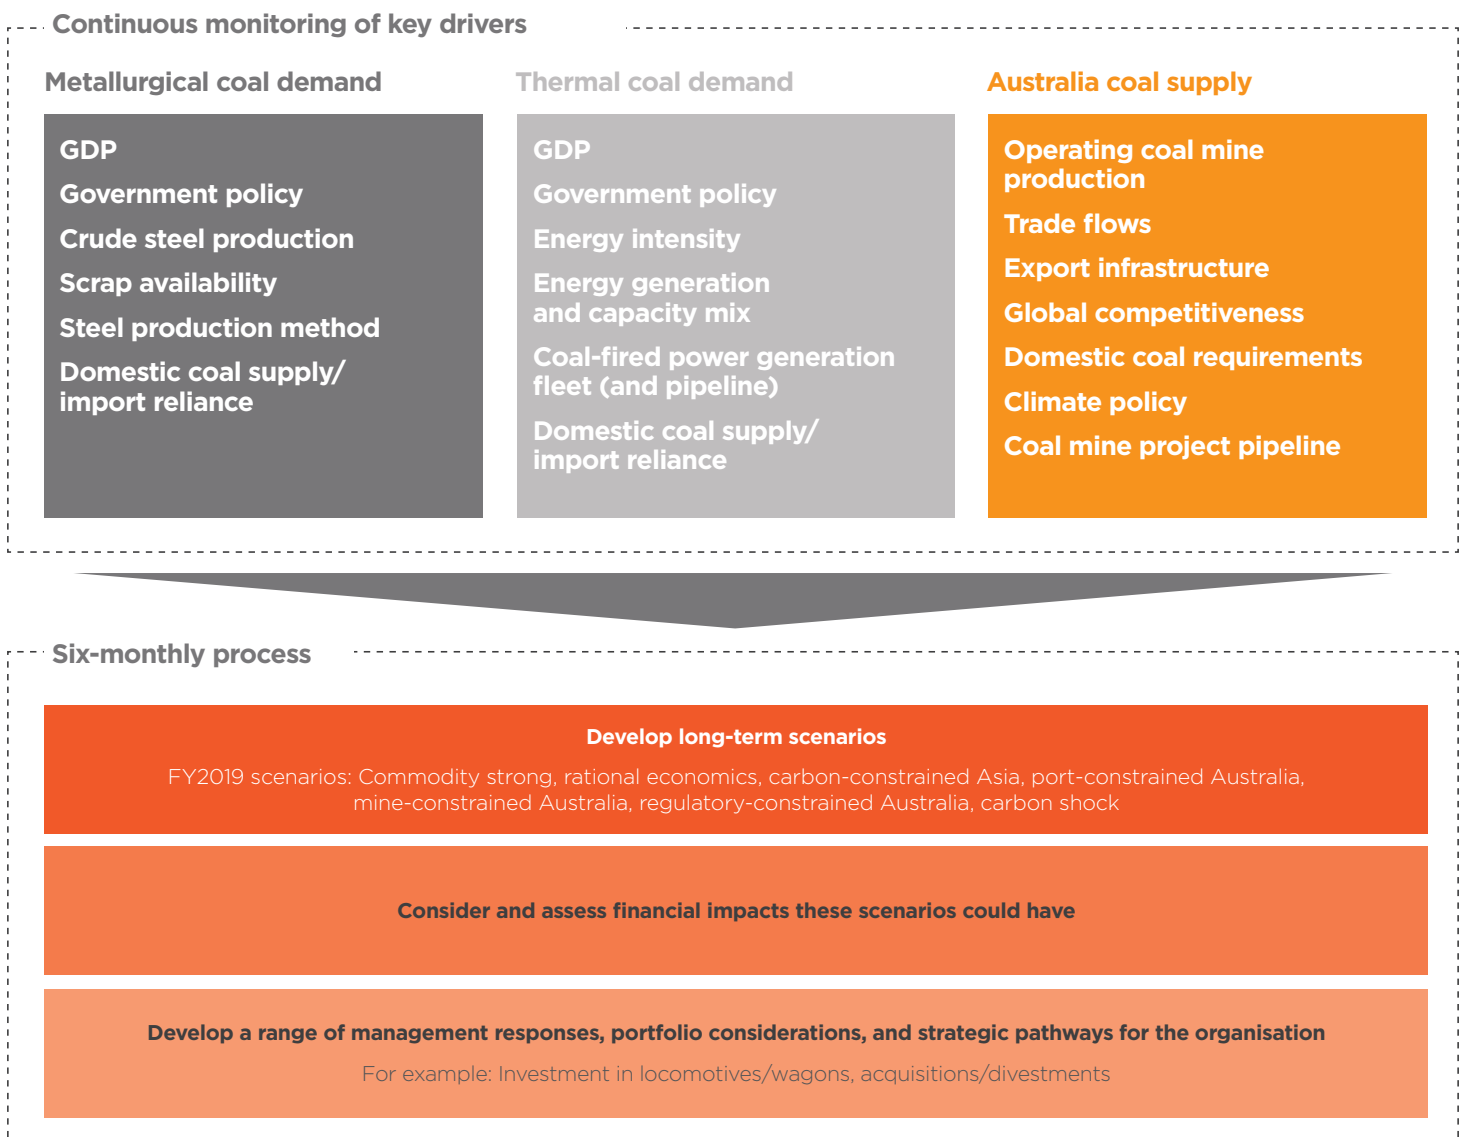 Continuous monitoring of key drivers
Metallurgical coal demand
GDP
Government policy
Crude steel production
Scrap availability
Steel production method
Domestic coal supply/
import reliance
Thermal coal demand
GDP
Government policy
Energy intensity
Energy generation
and capacity mix
Coal-fired power generation
fleet (and pipeline)
Domestic coal supply/
import reliance
Australia coal supply
Operating coal mine
production
Trade flows
Export infrastructure
Global competitiveness
Domestic coal requirements
Climate policy
Coal mine project pipeline
Six-monthly process
Develop long-term scenarios
FY2019 scenarios: Commodity strong, rational economics, carbon-constrained Asia, port-constrained Australia,
mine-constrained Australia, regulatory-constrained Australia, carbon shock
Consider and assess financial impacts these scenarios could have
Develop a range of management responses, portfolio considerations, and strategic pathways for the organisation
For example: Investment in locomotives/wagons, acquisitions/divestments